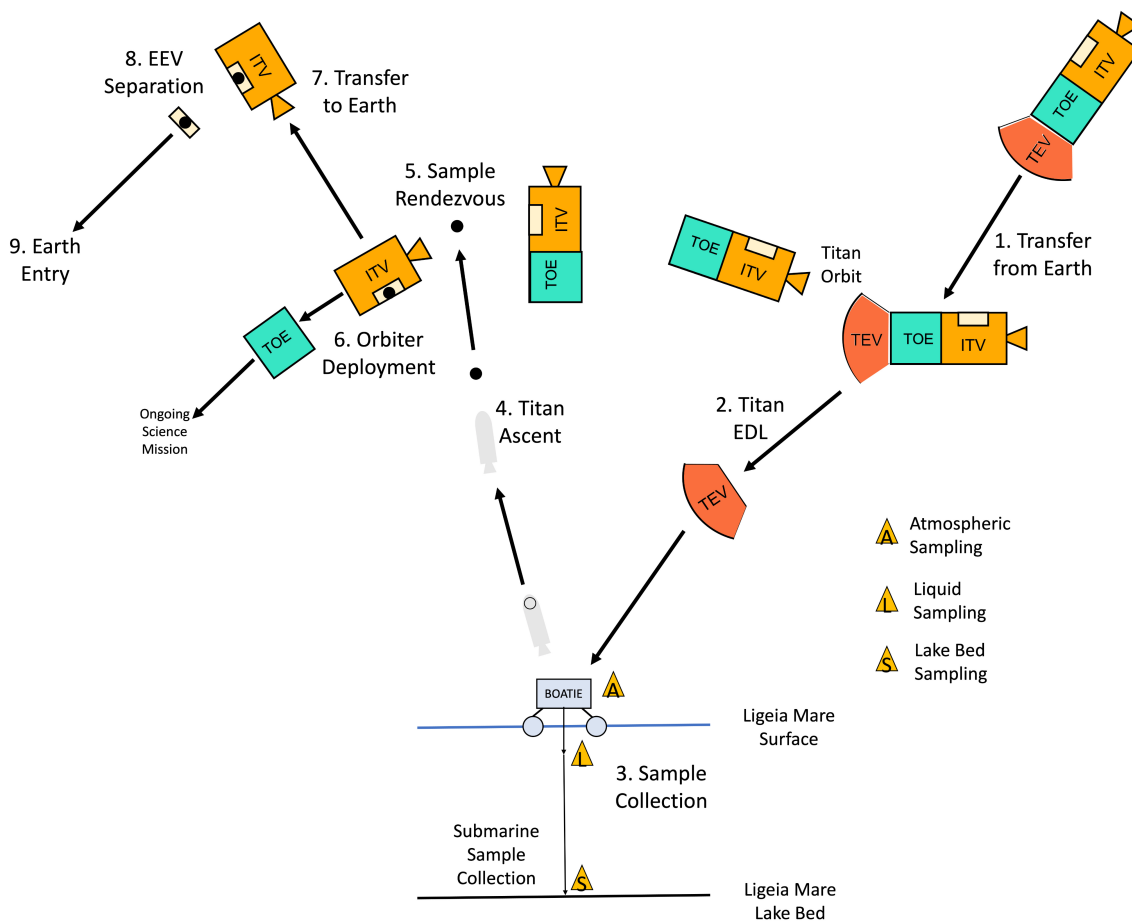 8. EEV
Separation
ITV
7. Transfer
to Earth
9. Earth
Entry
5. Sample
Rendezvous
ITV
TOE
ITV
TOE
6. Orbiter
Deployment
Ongoing
Science
Mission
4. Titan
Ascent
ITV
TOE
TEV
1. Transfer
from Earth
TOE
ITV
Titan
Orbit
TEV
TOE
ITV
2. Titan
EDL
TEV
A
Atmospheric
Sampling
L
Liquid
Sampling
S
Lake Bed
Sampling
BOATIE
A
Ligeia Mare
Surface
L
3. Sample
Collection
Submarine
Sample
Collection
S
Ligeia Mare
Lake Bed